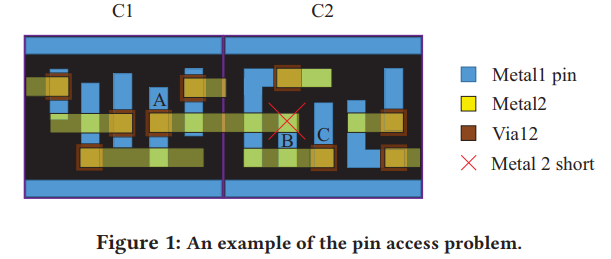 C1 C2
A
B C
Metal1 pin
Metal2
Via12
Metal 2 short
Figure 1: An example of the pin access problem.